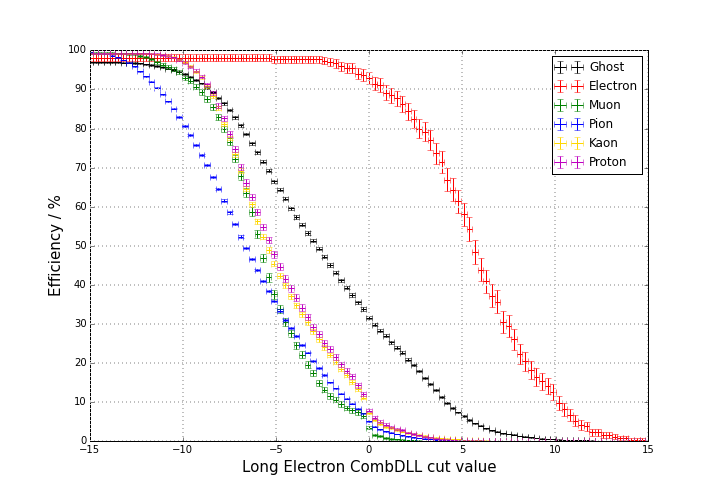 100
90
80
70
60
50
40
30
20
10
0
Efficiency / %
−15
−10
−5
0
5
10
15
Long Electron CombDLL cut value
Ghost
Electron
Muon
Pion
Kaon
Proton